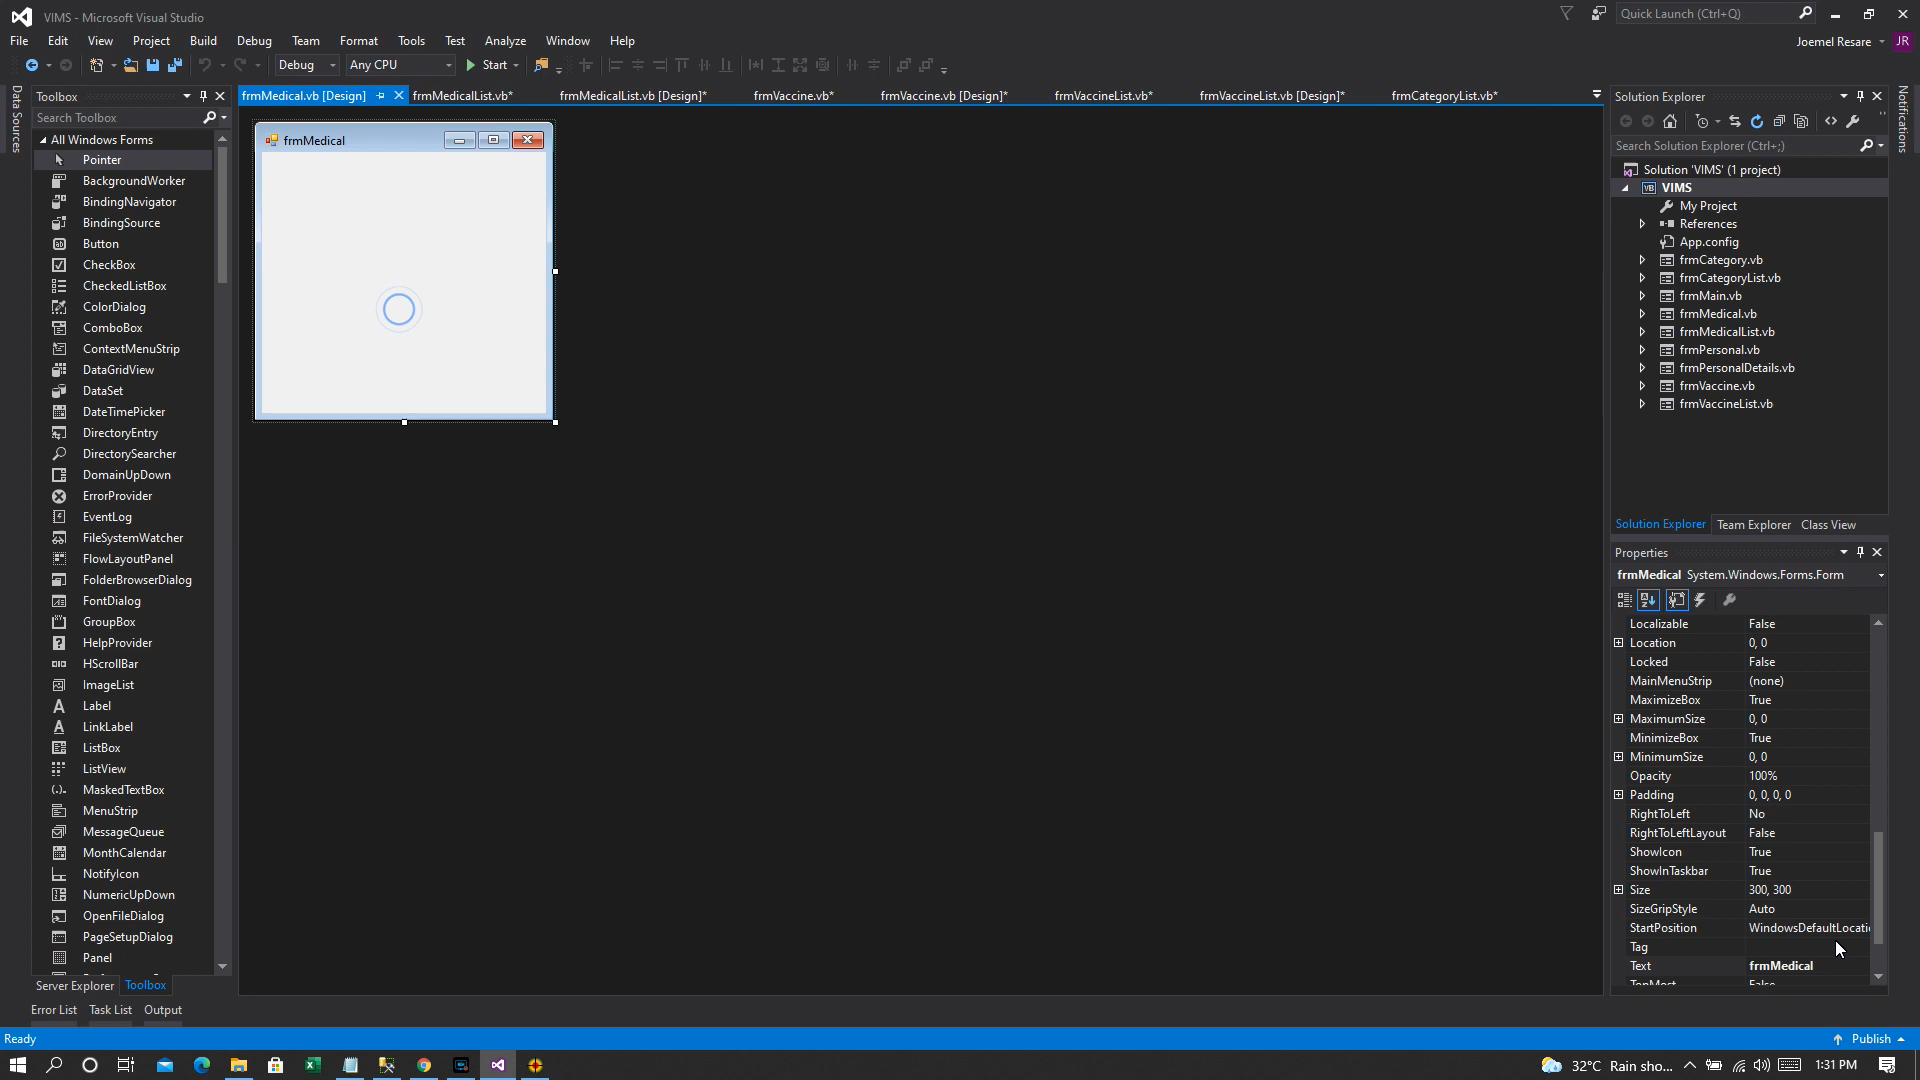 VIMS - Microsoft Visual Studio
Quick Launch (Ctrl+Q)
File Edit View Project Build Debug Team Format Tools Test Analyze Window Help
Joemel Resare JR
Debug Any CPU Start
Data Sources
Toolbox
Search Toolbox
All Windows Forms
Pointer
BackgroundWorker
BindingNavigator
BindingSource
Button
CheckBox
CheckedListBox
ColorDialog
ComboBox
ContextMenuStrip
DataGridView
DataSet
DateTimePicker
DirectoryEntry
DirectorySearcher
DomainUpDown
ErrorProvider
EventLog
FileSystemWatcher
FlowLayoutPanel
FolderBrowserDialog
FontDialog
GroupBox
HelpProvider
HScrollBar
ImageList
Label
LinkLabel
ListBox
ListView
MaskedTextBox
MenuStrip
MessageQueue
MonthCalendar
NotifyIcon
NumericUpDown
OpenFileDialog
PageSetupDialog
Panel
Server Explorer Toolbox
frmMedical.vb [Design] frmMedicalList.vb* frmMedicalList.vb [Design]* frmVaccine.vb* frmVaccine.vb [Design]* frmVaccineList.vb* frmVaccineList.vb [Design]* frmCategoryList.vb*
frmMedical
Solution Explorer
Search Solution Explorer (Ctrl+;)
Solution 'VIMS' (1 project)
VB VIMS
My Project
References
App.config
frmCategory.vb
frmCategoryList.vb
frmMain.vb
frmMedical.vb
frmMedicalList.vb
frmPersonal.vb
frmPersonalDetails.vb
frmVaccine.vb
frmVaccineList.vb
Solution Explorer Team Explorer Class View
Notifications
Properties
frmMedical System.Windows.Forms.Form
Localizable False
Location 0, 0
Locked False
MainMenuStrip (none)
MaximizeBox True
MaximumSize 0, 0
MinimizeBox True
MinimumSize 0, 0
Opacity 100%
Padding 0, 0, 0, 0
RightToLeft No
RightToLeftLayout False
ShowIcon True
ShowInTaskbar True
Size 300, 300
SizeGripStyle Auto
StartPosition WindowsDefaultLocati
Tag
Text frmMedical
TopMost False
Error List Task List Output
Ready
Publish
32°C Rain sho... 1:31 PM